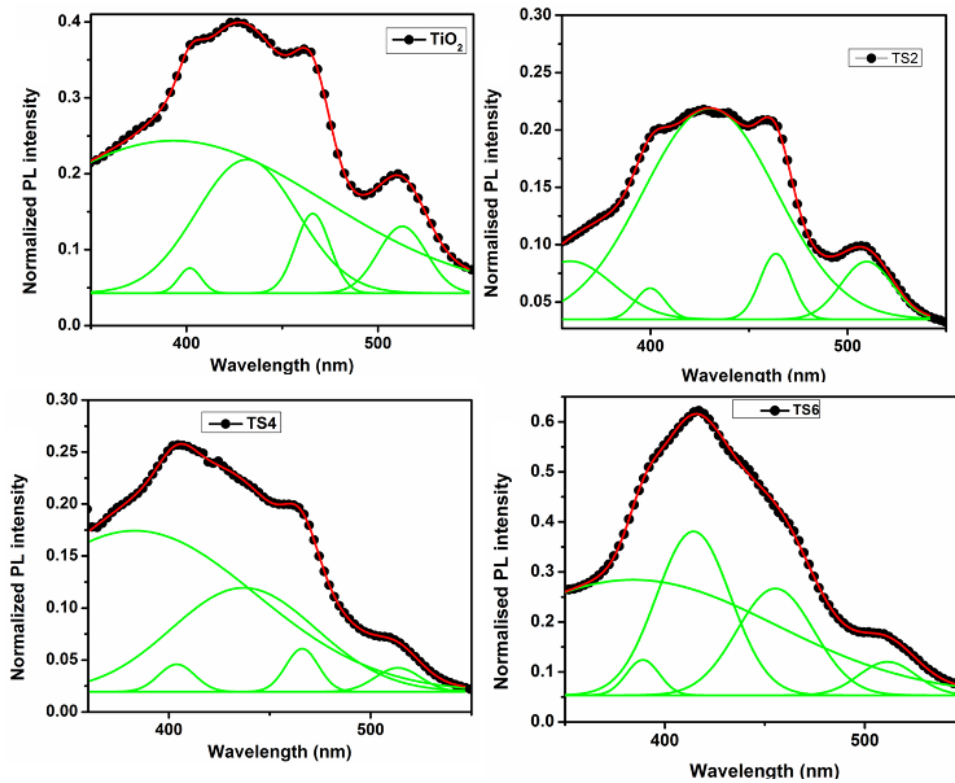 0.4
0.3
0.2
0.1
0.0
Normalized PL intensity
TiO2
400
500
Wavelength (nm)
0.30
0.25
0.20
0.15
0.10
0.05
Normalised PL intensity
TS2
400
500
Wavelength (nm)
0.30
0.25
0.20
0.15
0.10
0.05
0.00
Normalized PL intensity
TS4
400
500
Wavelength (nm)
0.6
0.5
0.4
0.3
0.2
0.1
0.0
Normalised PL intensity
TS6
400
500
Wavelength (nm)